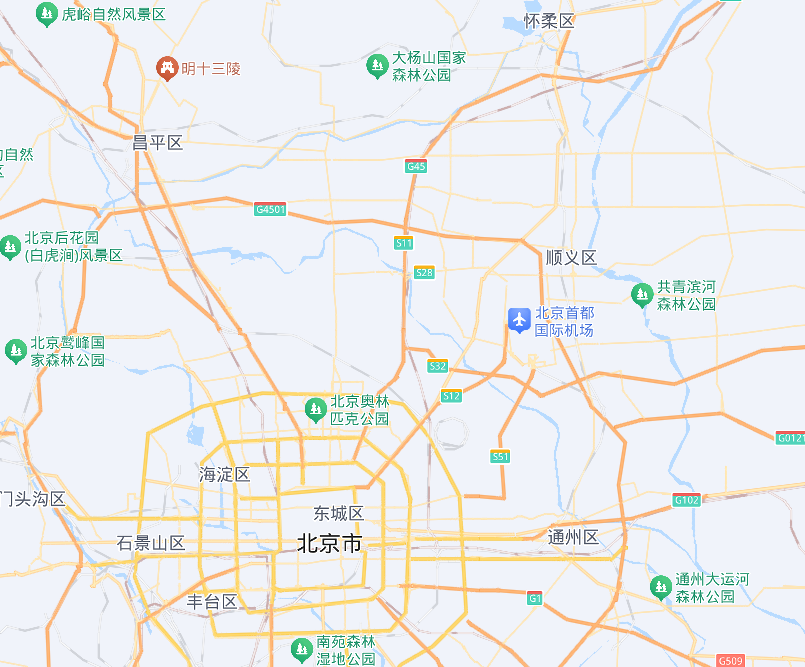 虎峪自然风景区
怀柔区
大杨山国家
森林公园
明十三陵
昌平区
自然
区
G45
G4501
北京后花园
(白虎涧)风景区
S11
顺义区
S28
共青滨河
森林公园
北京首都
国际机场
北京鹫峰国
家森林公园
S32
S12
北京奥林
匹克公园
G0121
S51
海淀区
门头沟区
G102
东城区
石景山区
北京市
通州区
通州大运河
森林公园
G1
丰台区
南苑森林
湿地公园
G509